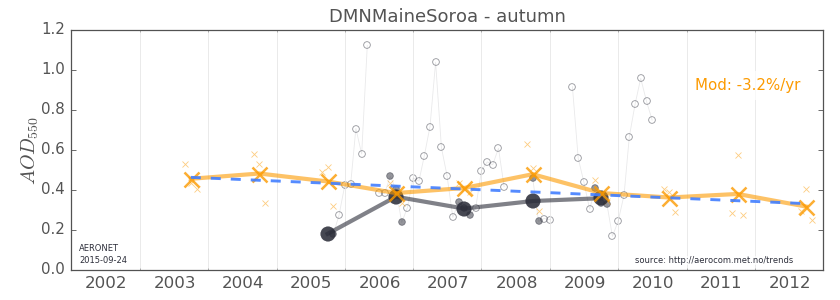 DMNMaineSoroa - autumn
1.2
1.0
0.8
0.6
0.4
0.2
0.0
AOD550
Mod: -3.2%/yr
AERONET
2015-09-24
source: http://aerocom.met.no/trends
2002 2003 2004 2005 2006 2007 2008 2009 2010 2011 2012